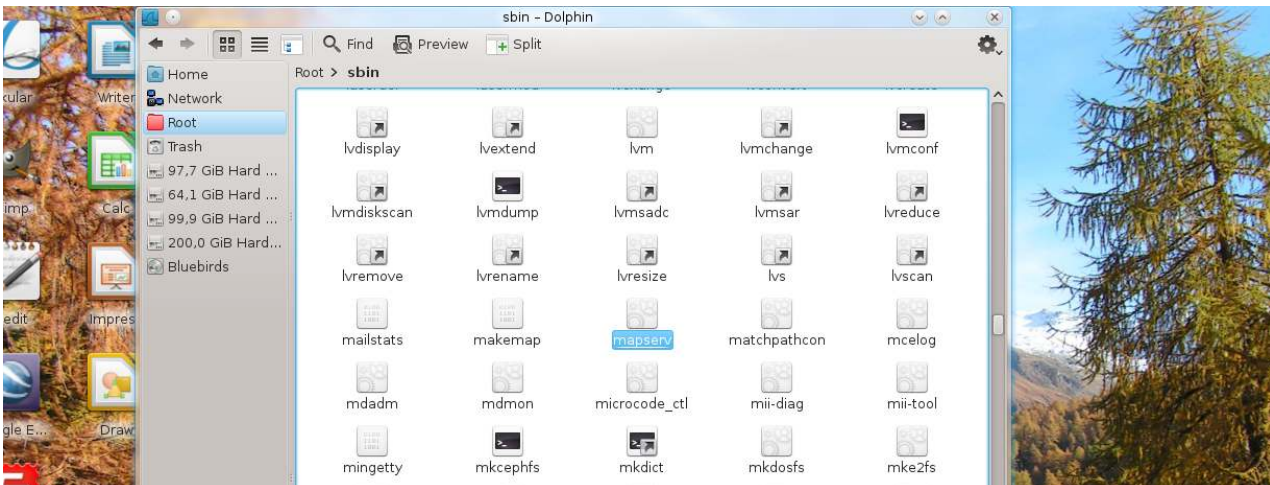 sbin – Dolphin
Find Preview Split
Root > sbin
Home
Network
Root
Trash
97,7 GiB Hard ...
64,1 GiB Hard ...
99,9 GiB Hard ...
200,0 GiB Hard...
Bluebirds
lvdisplay lvextend lvm lvmchange lvmconf
lvmdiskscan lvmdump lvmsadc lvmsar lvreduce
lvremove lvrename lvresize lvs lvscan
mailstats makemap mapserv matchpathcon mcelog
mdadm mdmon microcode_ctl mii-diag mii-tool
mingetty mkcephfs mkdict mkdosfs mke2fs
kular Writer
imp Calc
edit Impres
gle E... Draw